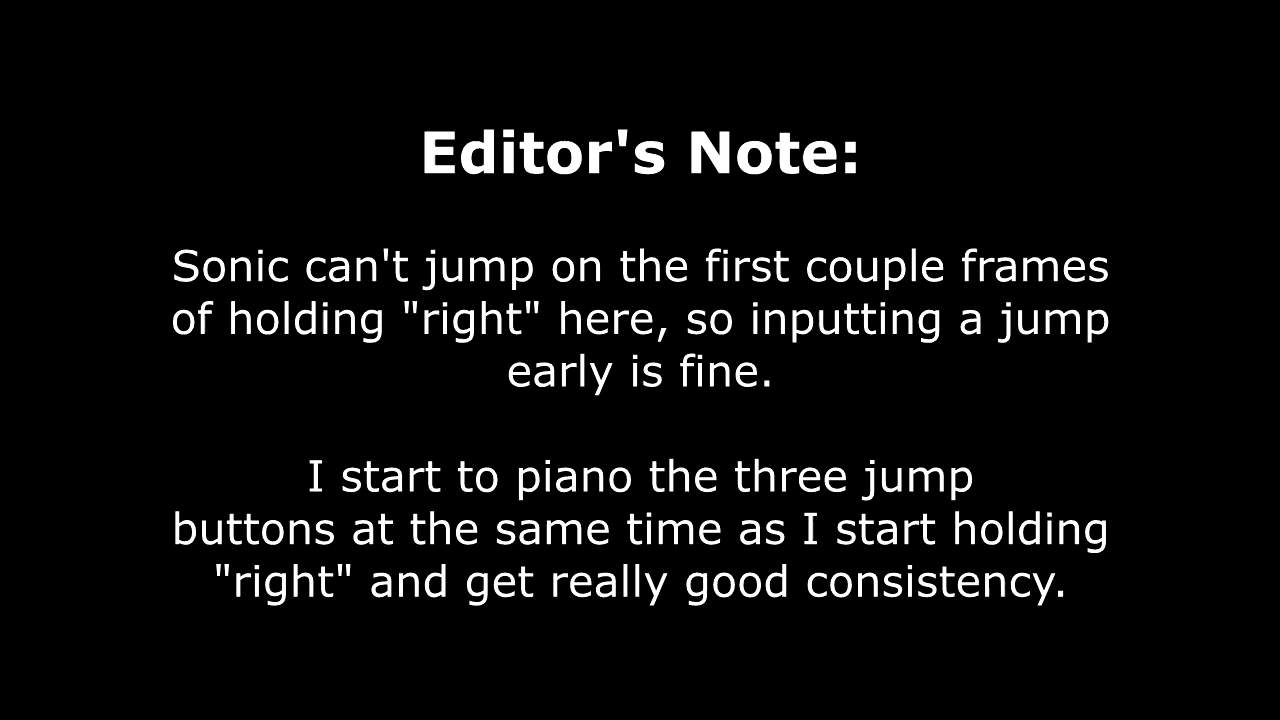 Editor's Note:
Sonic can't jump on the first couple frames
of holding "right" here, so inputting a jump
early is fine.
I start to piano the three jump
buttons at the same time as I start holding
"right" and get really good consistency.